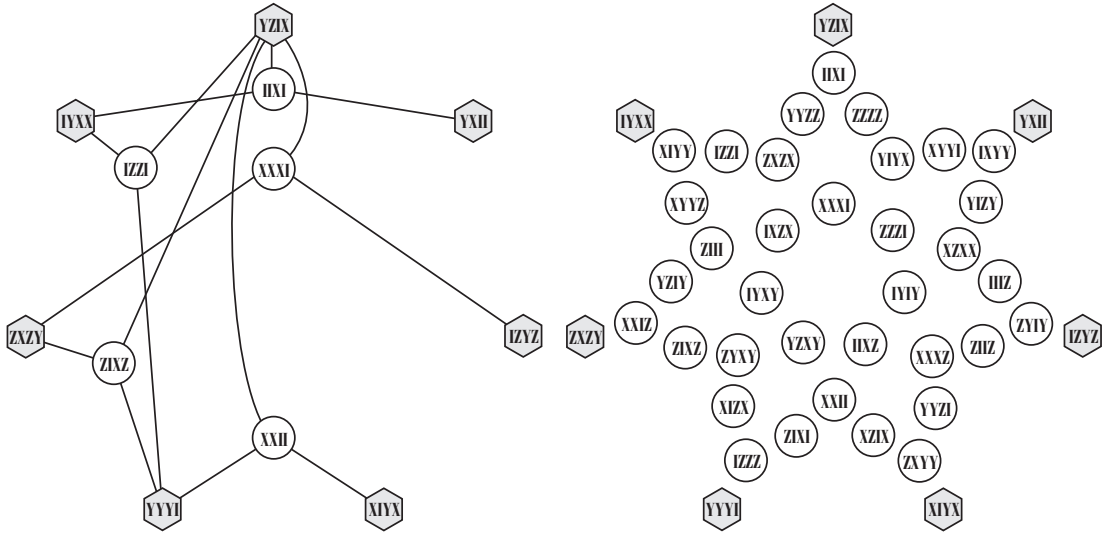 YZIX
IIXI
IYXX
YXII
IZZI
XXXI
ZXZY
IZYZ
ZIXZ
XXII
YYYI
XIYX
YZIX
IIXI
YYZZ ZZZZ
IYXX YXII
XIYY IZZI ZXZX YIYX XYYI IXYY
XYYZ XXXI YIZY
IXZX ZZZI
ZIII XZXX
YZIY IYXY IYIY IIIZ
XXIZ ZYIY
ZXZY IZYZ
ZIXZ ZYXY YZXY IIXZ XXXZ ZIIZ
XIZX XXII YYZI
ZIXI XZIX
IZZZ ZXYY
YYYI XIYX